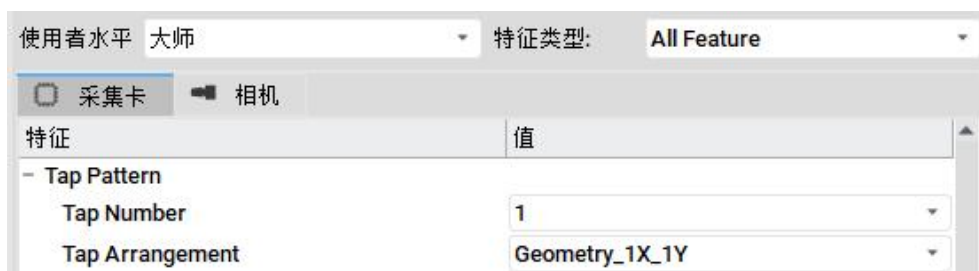 使用者水平 大师 特征类型: All Feature
采集卡 相机
特征 值
Tap Pattern
Tap Number 1
Tap Arrangement Geometry_1X_1Y